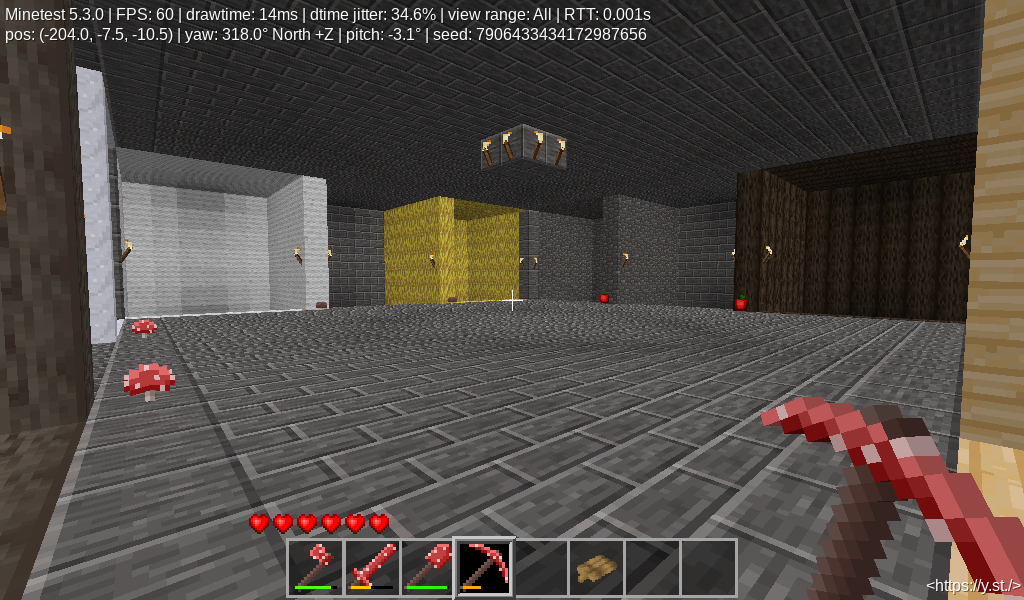 Minetest 5.3.0 | FPS: 60 | drawtime: 14ms | dtime jitter: 34.6% | view range: All | RTT: 0.001s
pos: (-204.0, -7.5, -10.5) | yaw: 318.0° North +Z | pitch: -3.1° | seed: 7906433434172987656
<https://y.st./>